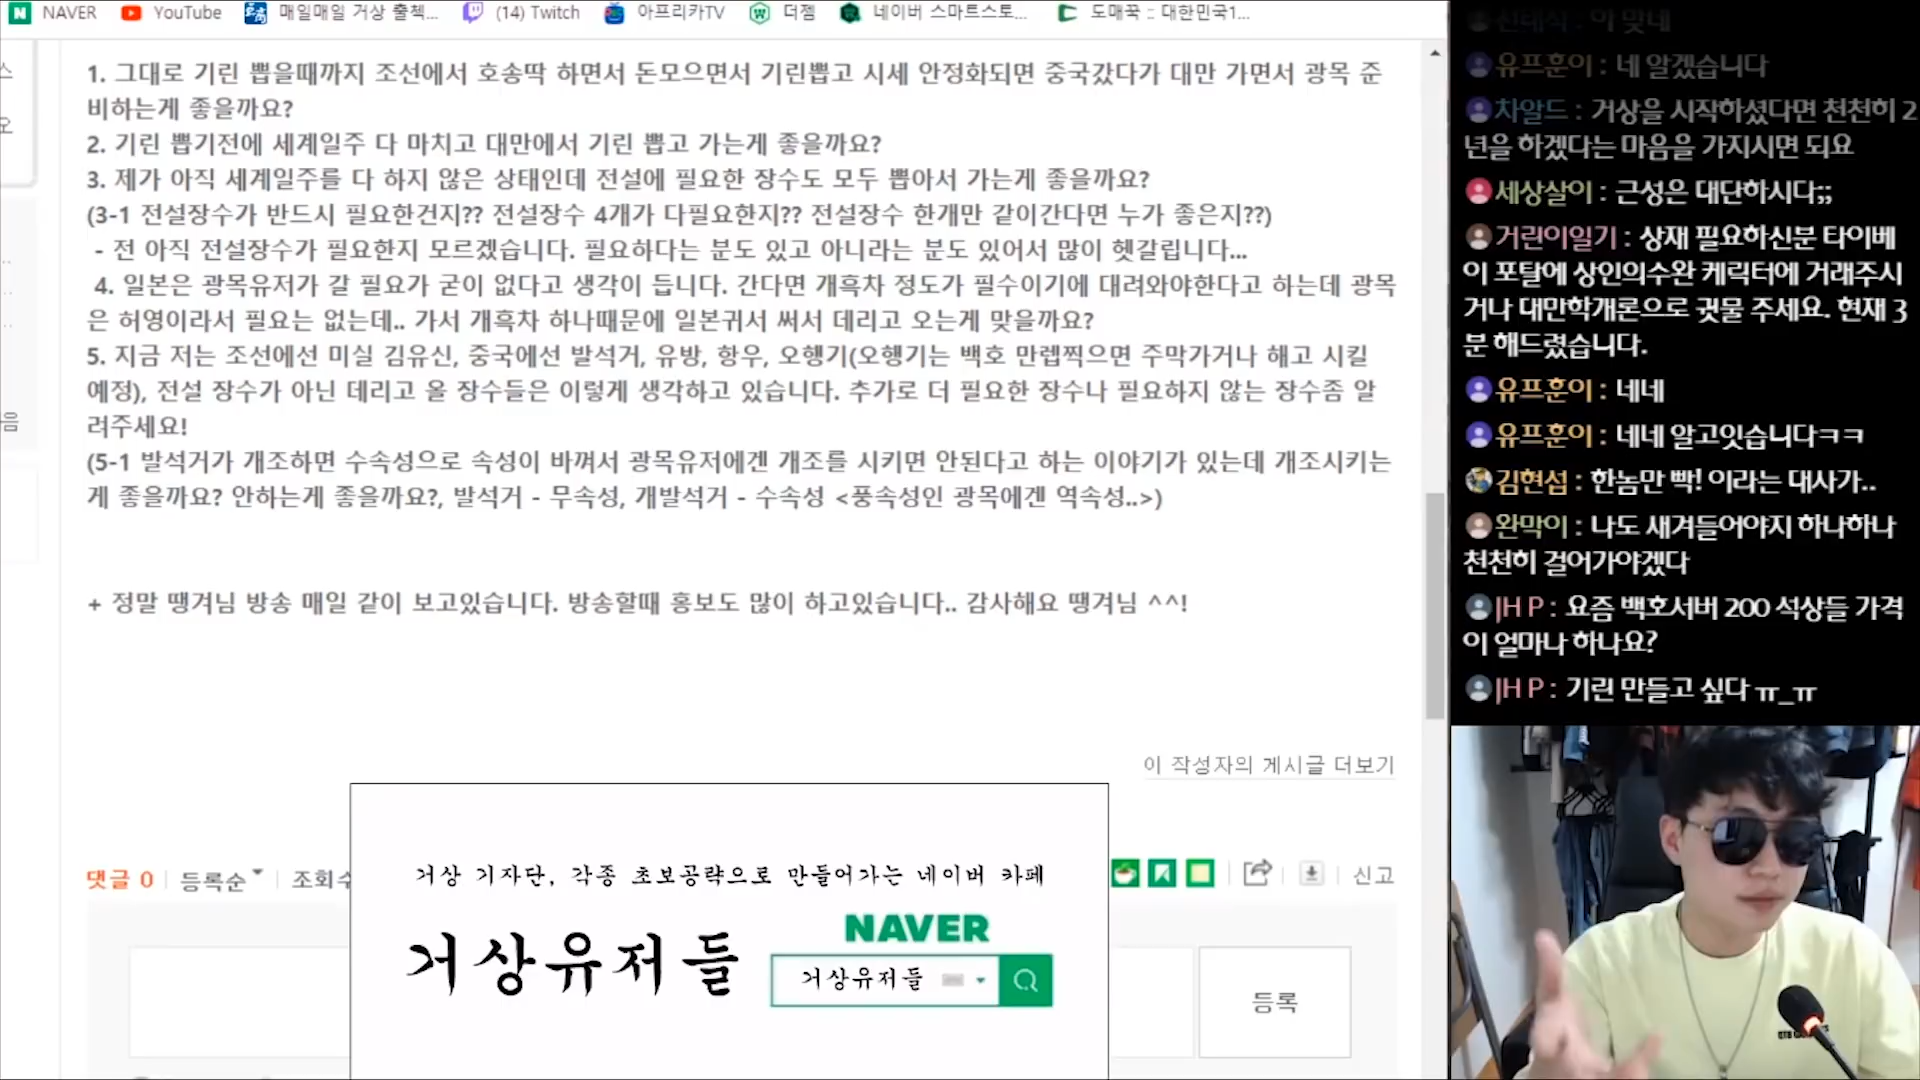 NAVER
YouTube
매일매일 거상 출첵...
(14) Twitch
아프리카TV
더젬
네이버 스마트스토...
도매꾹 :: 대한민국1...
1. 그대로 기린 뽑을때까지 조선에서 호송딱 하면서 돈모으면서 기린뽑고 시세 안정화되면 중국갔다가 대만 가면서 광목 준
비하는게 좋을까요?
2. 기린 뽑기전에 세계일주 다 마치고 대만에서 기린 뽑고 가는게 좋을까요?
3. 제가 아직 세계일주를 다 하지 않은 상태인데 전설에 필요한 장수도 모두 뽑아서 가는게 좋을까요?
(3-1 전설장수가 반드시 필요한건지?? 전설장수 4개가 다필요한지?? 전설장수 한개만 같이간다면 누가 좋은지??)
- 전 아직 전설장수가 필요한지 모르겠습니다. 필요하다는 분도 있고 아니라는 분도 있어서 많이 헷갈립니다...
4. 일본은 광목유저가 갈 필요가 굳이 없다고 생각이 듭니다. 간다면 개흑차 정도가 필수이기에 대려와야한다고 하는데 광목
은 허영이라서 필요는 없는데.. 가서 개흑차 하나때문에 일본귀서 써서 데리고 오는게 맞을까요?
5. 지금 저는 조선에선 미실 김유신, 중국에선 발석거, 유방, 항우, 오행기(오행기는 백호 만렙찍으면 주막가거나 해고 시킬
예정), 전설 장수가 아닌 데리고 올 장수들은 이렇게 생각하고 있습니다. 추가로 더 필요한 장수나 필요하지 않는 장수좀 알
려주세요!
(5-1 발석거가 개조하면 수속성으로 속성이 바껴서 광목유저에겐 개조를 시키면 안된다고 하는 이야기가 있는데 개조시키는
게 좋을까요? 안하는게 좋을까요?, 발석거 - 무속성, 개발석거 - 수속성 <풍속성인 광목에겐 역속성..>)
+ 정말 땡겨님 방송 매일 같이 보고있습니다. 방송할때 홍보도 많이 하고있습니다.. 감사해요 땡겨님 ^^!
이 작성자의 게시글 더보기
댓글 0
등록순
조회수
신고
등록
거상 기자단, 각종 초보공략으로 만들어가는 네이버 카페
거상유저들
NAVER
거상유저들
이 맞네
유프훈이 : 네 알겠습니다
차알드 : 거상을 시작하셨다면 천천히 2
년을 하겠다는 마음을 가지시면 되요
세상살이 : 근성은 대단하시다;;
거린이일기 : 상재 필요하신분 타이베
이 포탈에 상인의수완 케릭터에 거래주시
거나 대만학개론으로 귓물 주세요. 현재 3
분 해드렸습니다.
유프훈이 : 네네
유프훈이 : 네네 알고잇습니다ㅋㅋ
김현섭 : 한놈만 빡! 이라는 대사가..
완막이 : 나도 새겨들어야지 하나하나
천천히 걸어가야겠다
JH P : 요즘 백호서버 200 석상들 가격
이 얼마나 하나요?
JH P : 기린 만들고 싶다 ㅠ_ㅠ